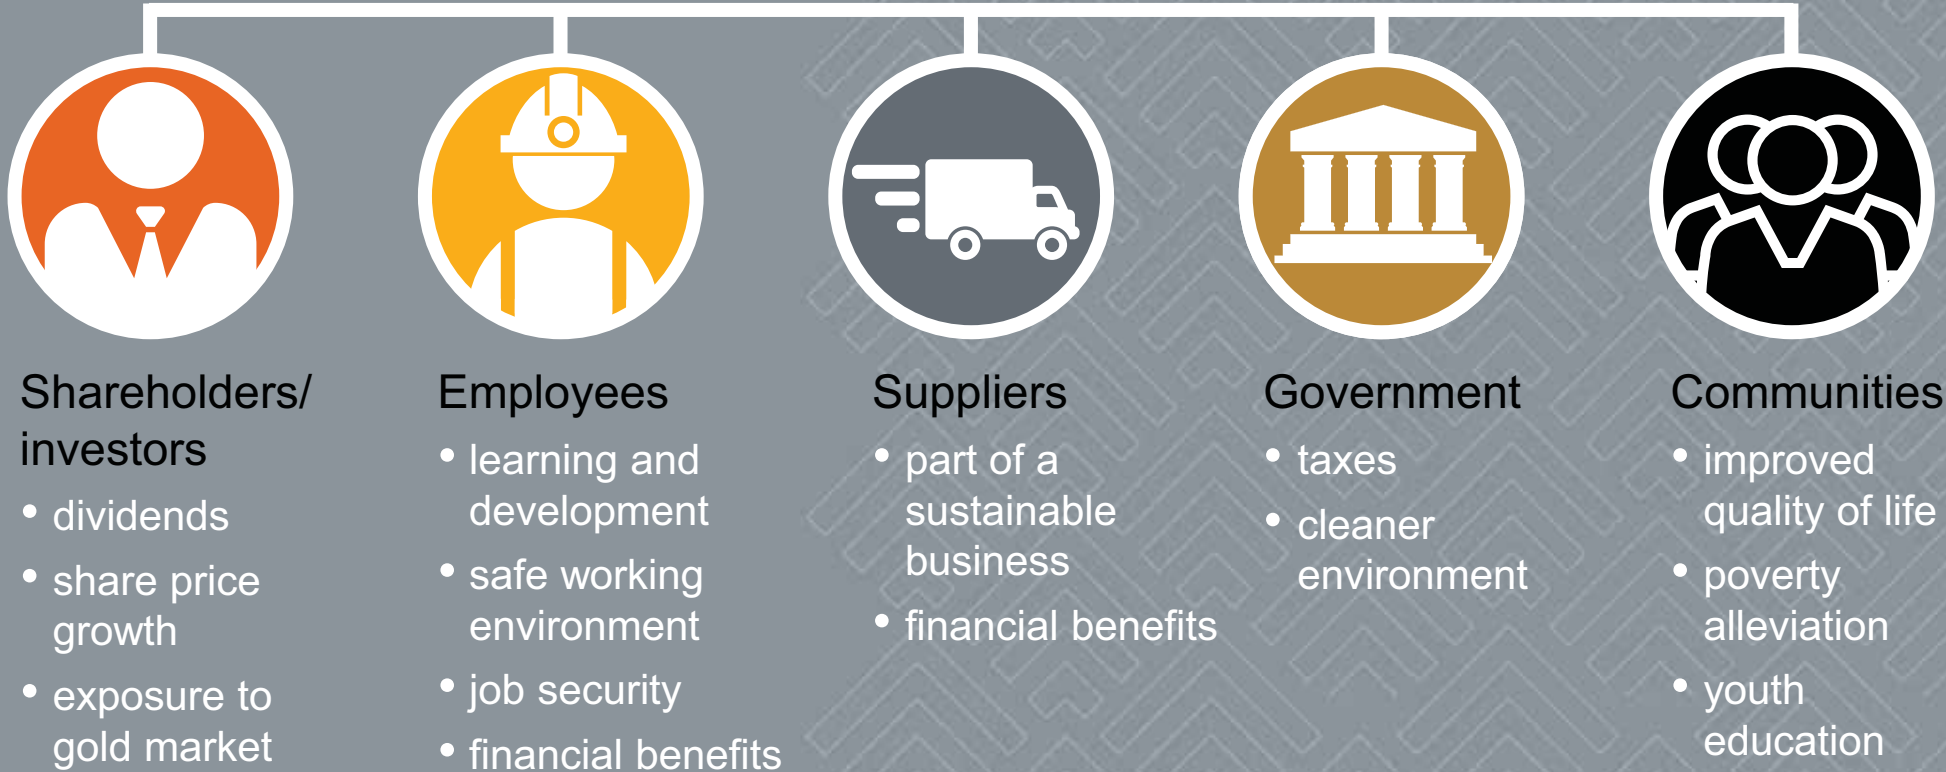 Shareholders/
investors
• dividends
• share price
growth
• exposure to
gold market
Employees
• learning and
development
• safe working
environment
• job security
• financial benefits
Suppliers
• part of a
sustainable
business
• financial benefits
Government
• taxes
• cleaner
environment
Communities
• improved
quality of life
• poverty
alleviation
• youth
education